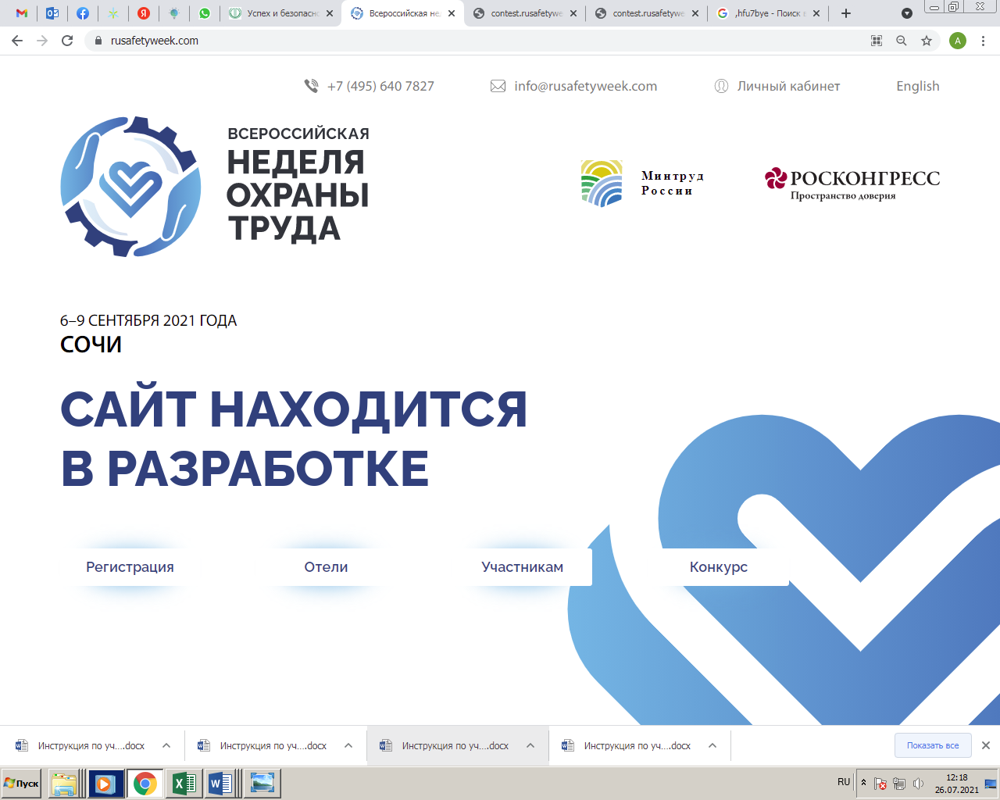 Успех и безопасно
Всероссийская не
contest.rusafetywe
contest.rusafetywe
,hfu7bye - Поиск в
rusafetyweek.com
A
+7 (495) 640 7827
info@rusafetyweek.com
Личный кабинет
English
ВСЕРОССИЙСКАЯ
НЕДЕЛЯ
ОХРАНЫ
ТРУДА
Минтруд
России
РОСКОНГРЕСС
Пространство доверия
6–9 СЕНТЯБРЯ 2021 ГОДА
СОЧИ
САЙТ НАХОДИТСЯ
В РАЗРАБОТКЕ
Регистрация
Отели
Участникам
Конкурс
Инструкция по уч....docx
Инструкция по уч....docx
Инструкция по уч....docx
Инструкция по уч....docx
Показать все
Пуск
RU
12:18
26.07.2021